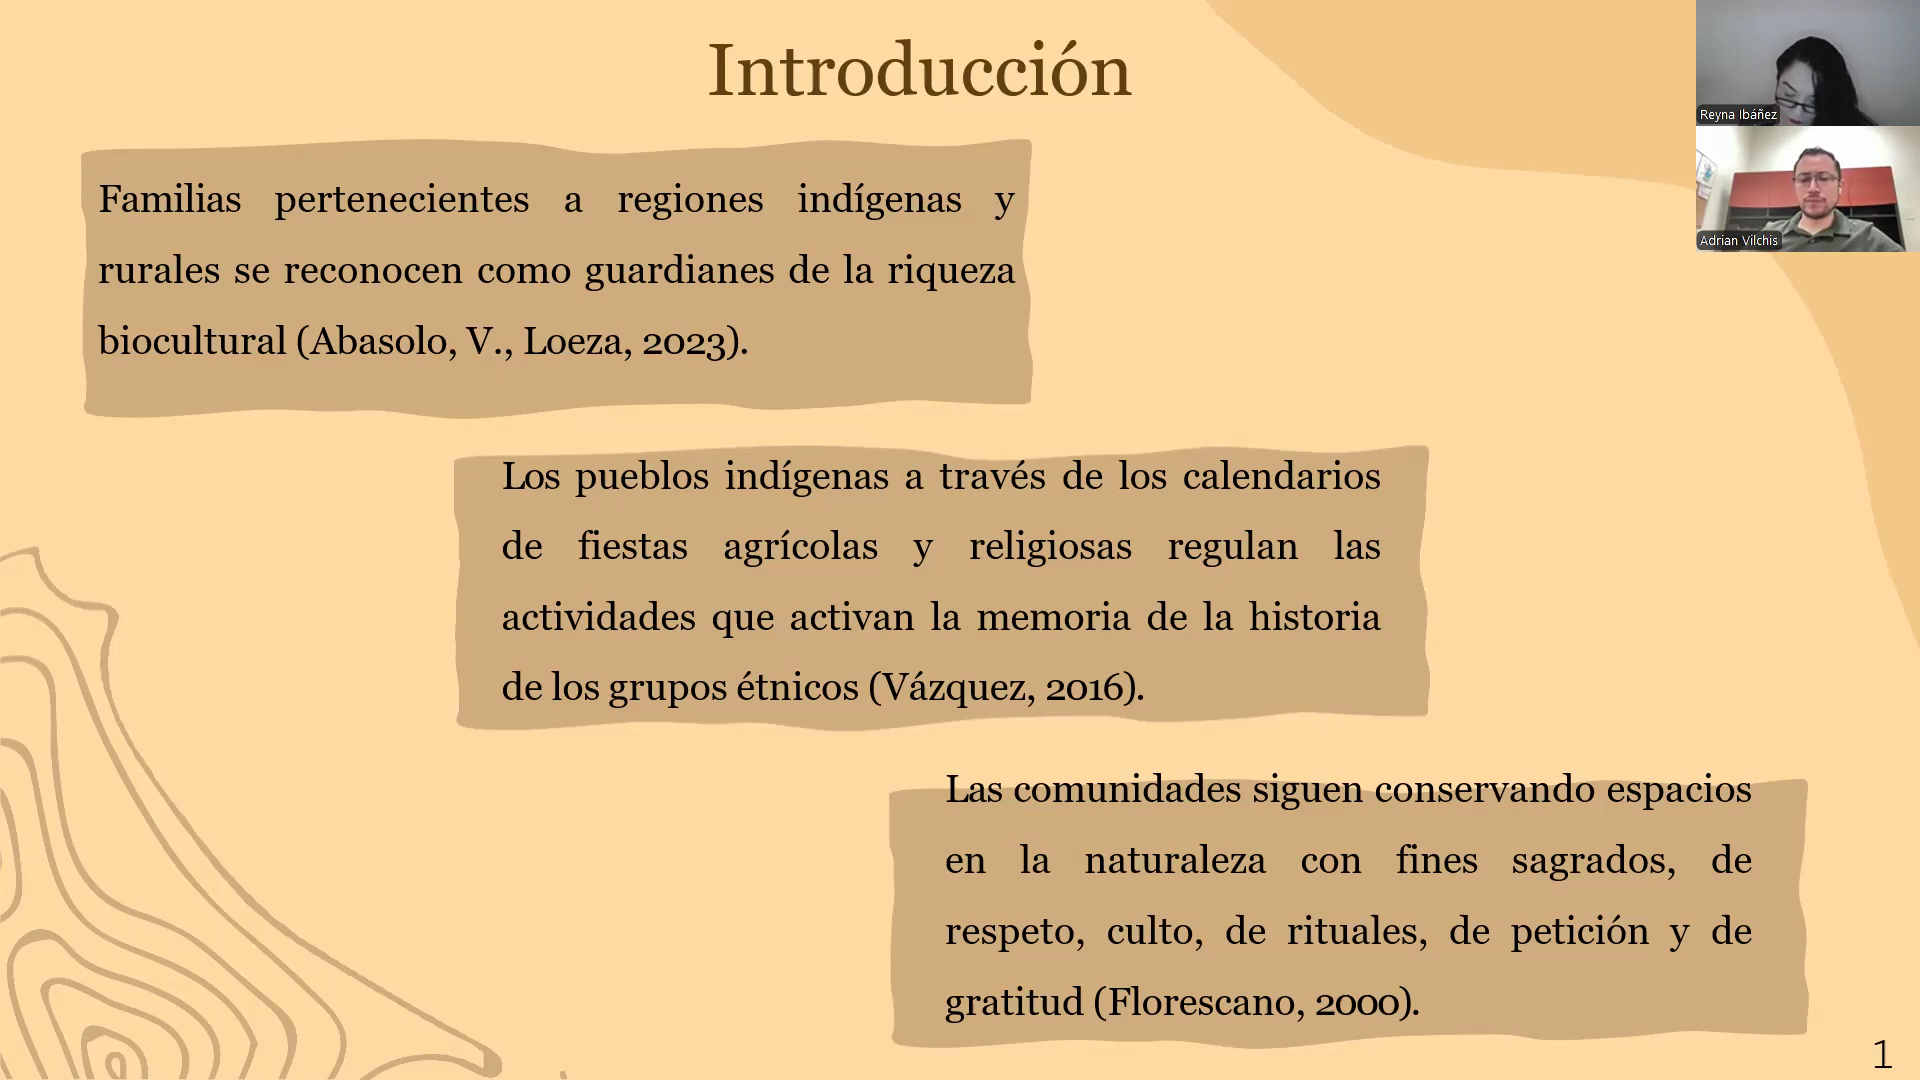 Introducción
Reyna Ibáñez
Adrian Vilchis
Familias pertenecientes a regiones indígenas y
rurales se reconocen como guardianes de la riqueza
biocultural (Abasolo, V., Loeza, 2023).
Los pueblos indígenas a través de los calendarios
de fiestas agrícolas y religiosas regulan las
actividades que activan la memoria de la historia
de los grupos étnicos (Vázquez, 2016).
Las comunidades siguen conservando espacios
en la naturaleza con fines sagrados, de
respeto, culto, de rituales, de petición y de
gratitud (Florescano, 2000).
1